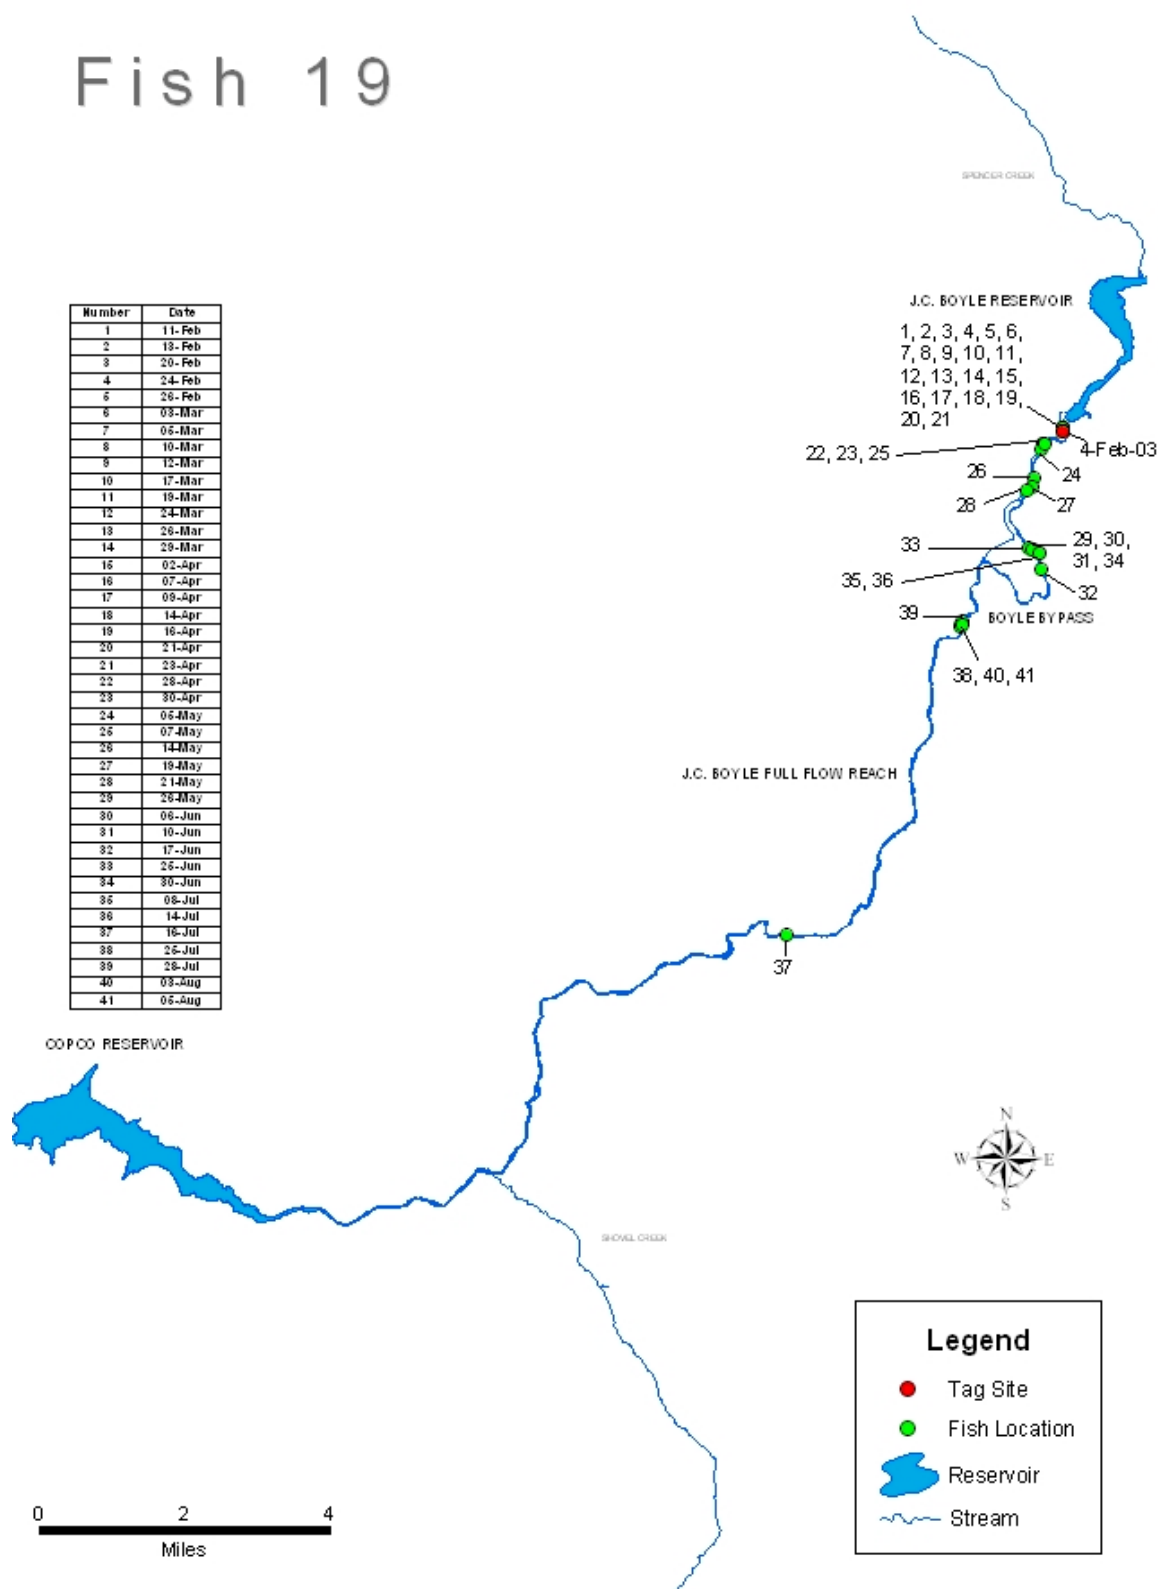 Fish 19
SPENCER CREEK
Number Date
1 11-Feb
2 13-Feb
3 20-Feb
4 24-Feb
5 26-Feb
6 03-Mar
7 05-Mar
8 10-Mar
9 12-Mar
10 17-Mar
11 19-Mar
12 24-Mar
13 26-Mar
14 29-Mar
15 02-Apr
16 07-Apr
17 09-Apr
18 14-Apr
19 16-Apr
20 21-Apr
21 23-Apr
22 28-Apr
23 30-Apr
24 05-May
25 07-May
26 14-May
27 19-May
28 21-May
29 26-May
30 06-Jun
31 10-Jun
32 17-Jun
33 25-Jun
34 30-Jun
35 08-Jul
36 14-Jul
37 16-Jul
38 25-Jul
39 28-Jul
40 03-Aug
41 05-Aug
J.C. BOYLE RESERVOIR
1, 2, 3, 4, 5, 6,
7, 8, 9, 10, 11,
12, 13, 14, 15,
16, 17, 18, 19,
20, 21
4-Feb-03
22, 23, 25
24
26
28
27
33
29, 30,
31, 34
35, 36
32
39
BOYLE BYPASS
38, 40, 41
J.C. BOYLE FULL FLOW REACH
37
COPCO RESERVOIR
N
W E
S
SHOVEL CREEK
Legend
Tag Site
Fish Location
Reservoir
Stream
0 2 4
Miles